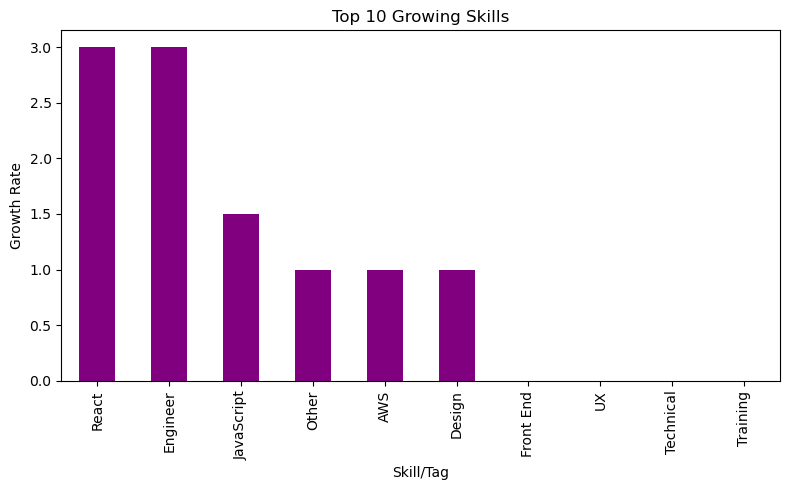 Top 10 Growing Skills
Growth Rate
3.0
2.5
2.0
1.5
1.0
0.5
0.0
React
Engineer
JavaScript
Other
AWS
Design
Front End
UX
Technical
Training
Skill/Tag